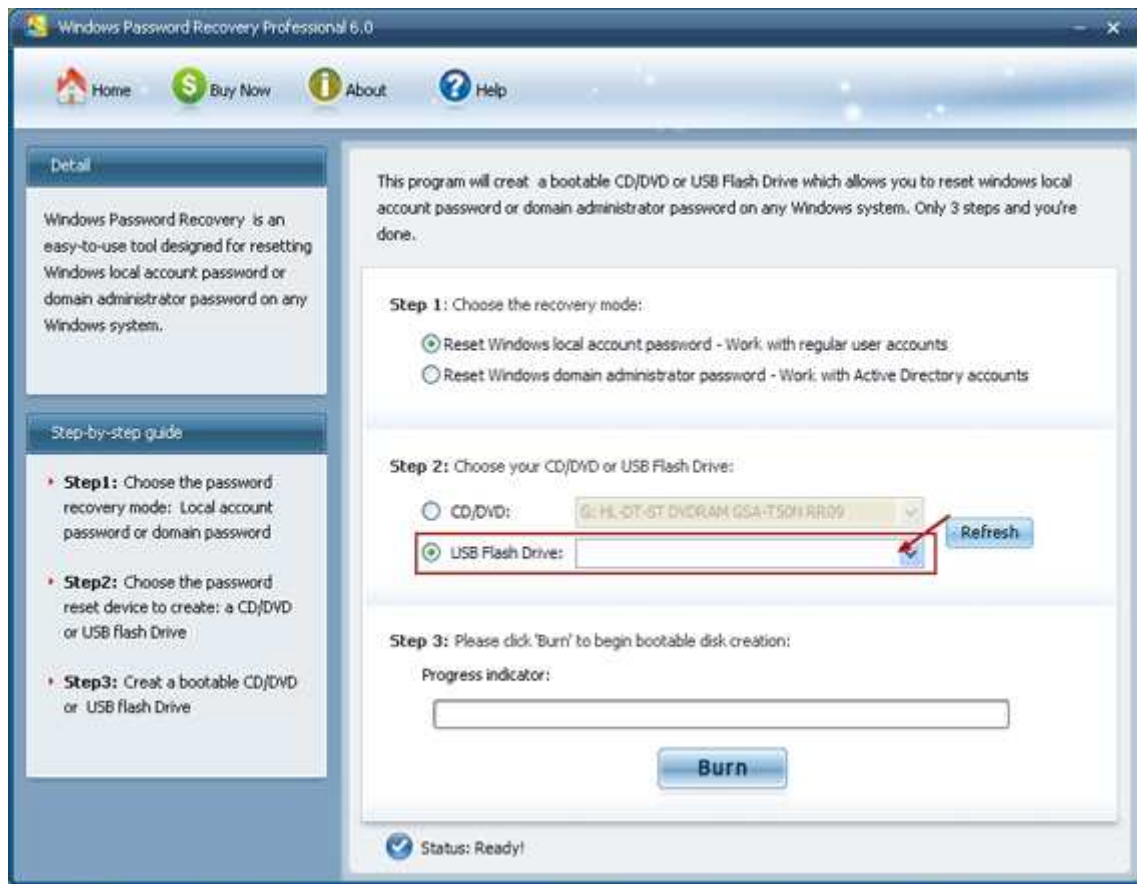 Windows Password Recovery Professional 6.0
Home
Buy Now
About
Help
Detail
Windows Password Recovery is an
easy-to-use tool designed for resetting
Windows local account password or
domain administrator password on any
Windows system.
Step-by-step guide
Step1: Choose the password
recovery mode: Local account
password or domain password
Step2: Choose the password
reset device to create: a CD/DVD
or USB flash Drive
Step3: Creat a bootable CD/DVD
or USB flash Drive
This program will creat a bootable CD/DVD or USB Flash Drive which allows you to reset windows local
account password or domain administrator password on any Windows system. Only 3 steps and you're
done.
Step 1: Choose the recovery mode:
Reset Windows local account password - Work with regular user accounts
Reset Windows domain administrator password - Work with Active Directory accounts
Step 2: Choose your CD/DVD or USB Flash Drive:
CD/DVD: G: HL-DT-ST DVDRAM GSA-T50N RR09
USB Flash Drive:
Refresh
Step 3: Please click 'Burn' to begin bootable disk creation:
Progress indicator:
Burn
Status: Ready!